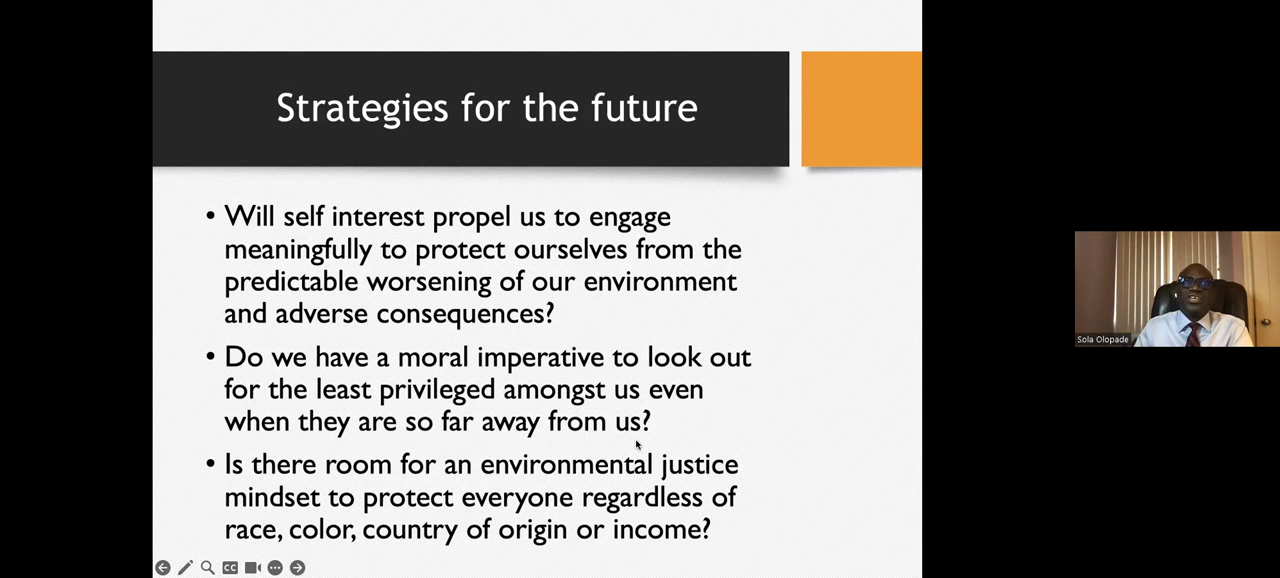 Strategies for the future
• Will self interest propel us to engage
meaningfully to protect ourselves from the
predictable worsening of our environment
and adverse consequences?
• Do we have a moral imperative to look out
for the least privileged amongst us even
when they are so far away from us?
• Is there room for an environmental justice
mindset to protect everyone regardless of
race, color, country of origin or income?
Sola Olopade
CC